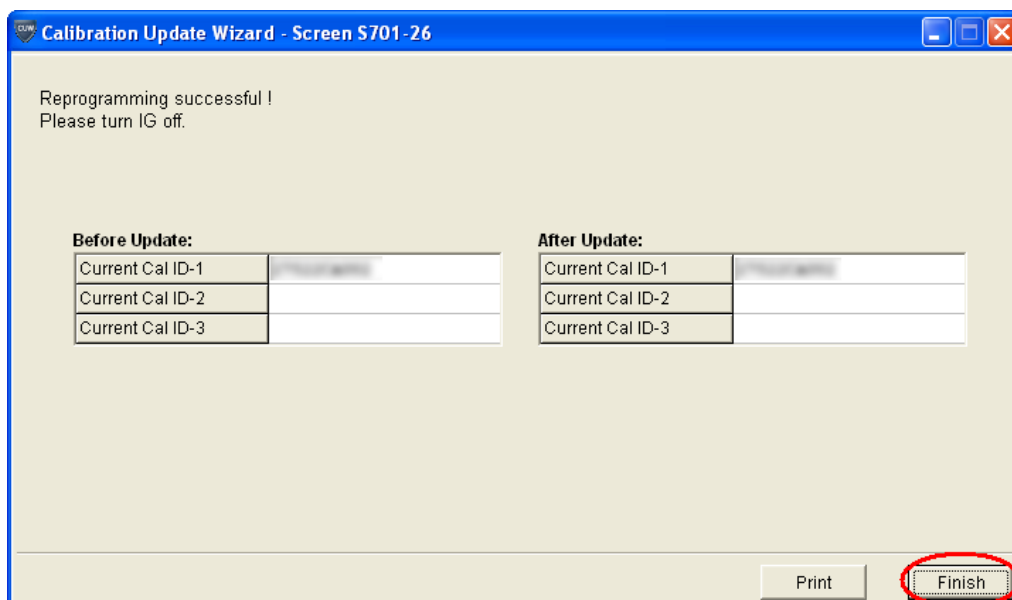 CUW Calibration Update Wizard - Screen S701-26
Reprogramming successful !
Please turn IG off.
Before Update:
Current Cal ID-1
Current Cal ID-2
Current Cal ID-3
After Update:
Current Cal ID-1
Current Cal ID-2
Current Cal ID-3
Print
Finish